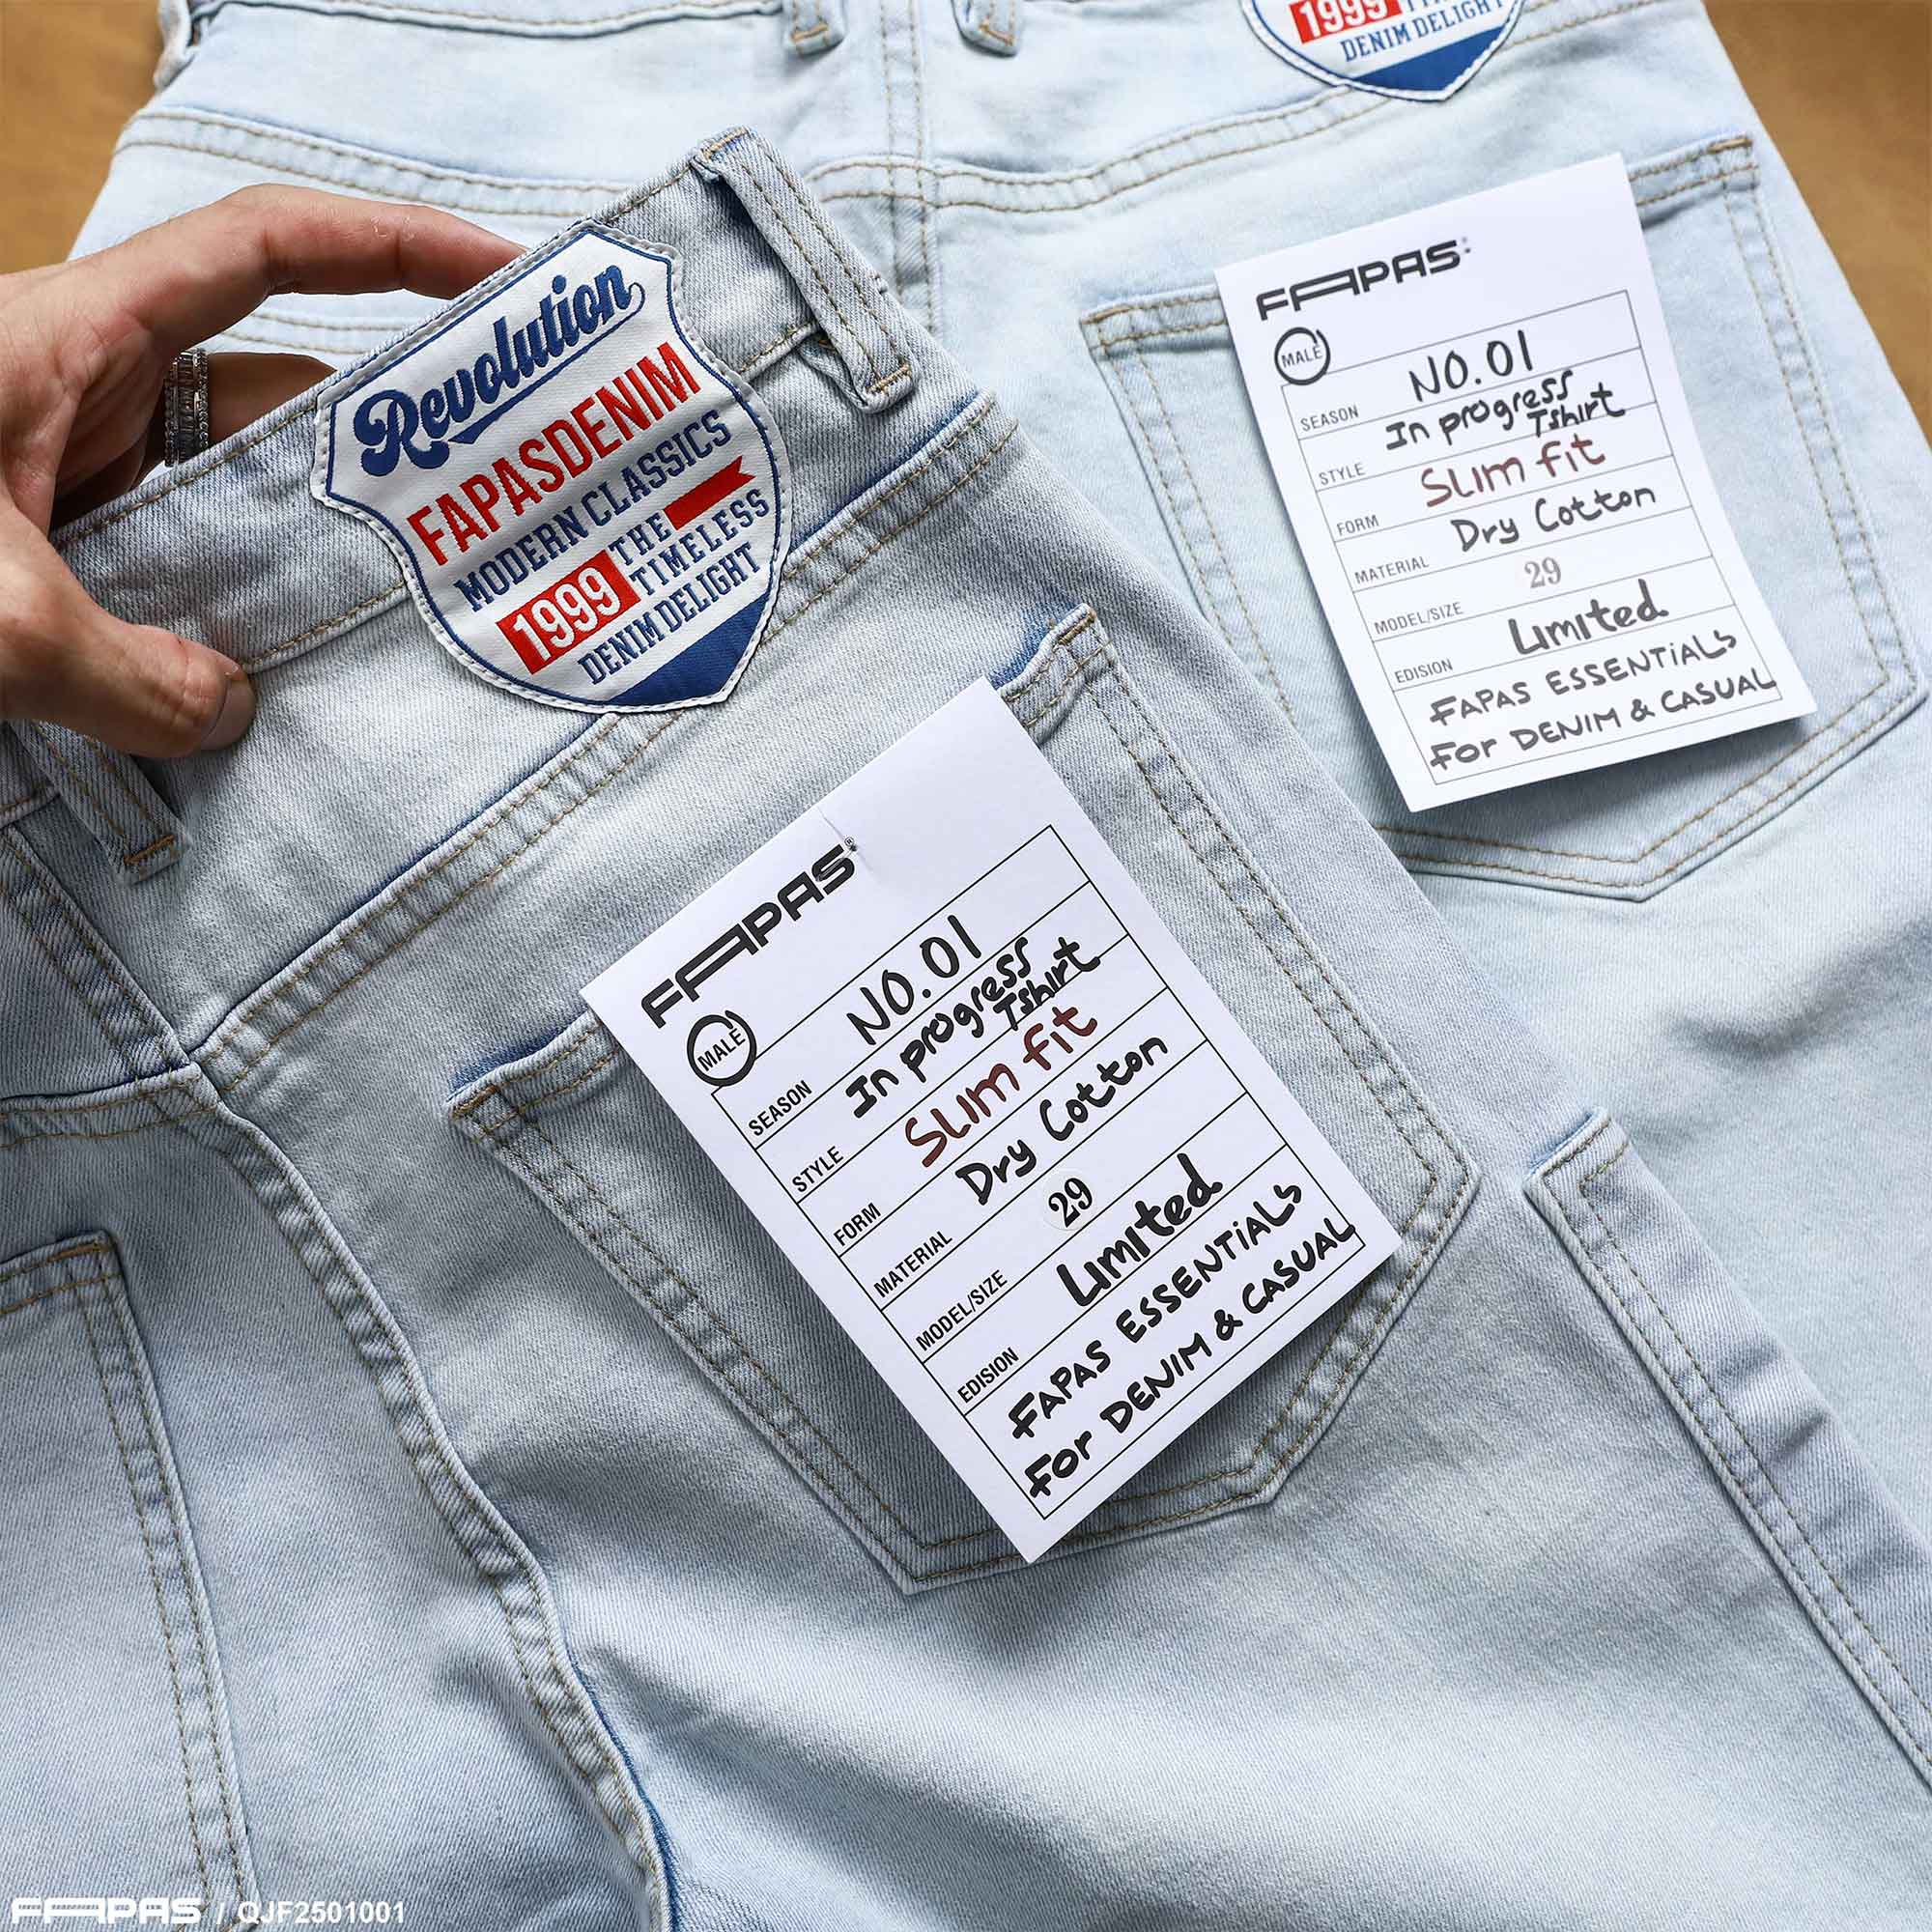 1999
DENIM DELIGHT
Revolution
FAPASDENIM
MODERN CLASSICS
1999 THE TIMELESS
DENIM DELIGHT
FAPAS
MALE
NO.01
SEASON
In progress
Tshirt
STYLE
SLIM fit
FORM
Dry Cotton
MATERIAL
29
MODEL/SIZE
Limited
EDISION
FAPAS ESSENTIALS
For DENIM & CASUAL
FAPAS®
MALE
NO.01
SEASON
In progress
Tshirt
STYLE
SLIM fit
FORM
Dry Cotton
MATERIAL
29
MODEL/SIZE
Limited
EDISION
FAPAS ESSENTIALS
For DENIM & CASUAL
FAPAS / QJF2501001